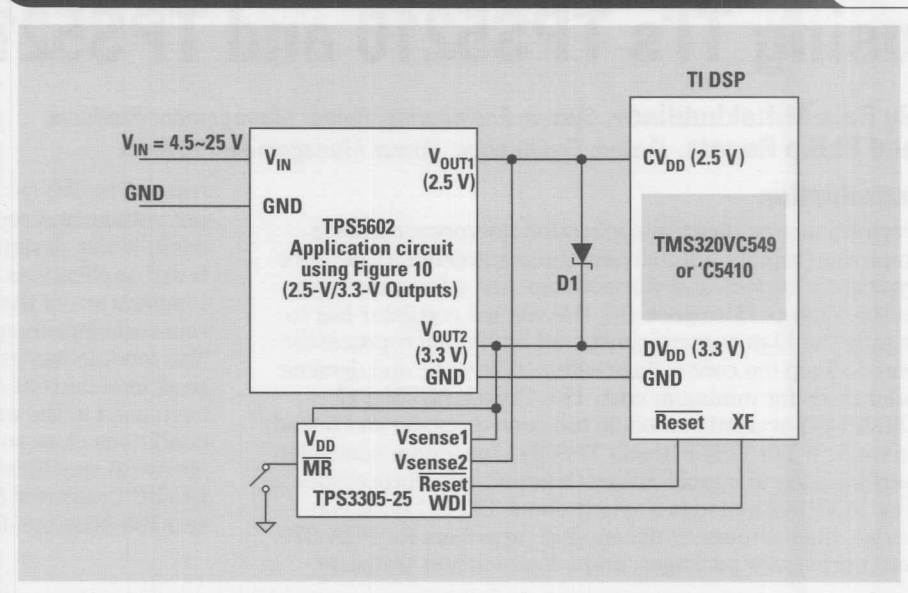 TI DSP
V_IN = 4.5~25 V
GND
V_IN
GND
V_OUT1
(2.5 V)
TPS5602
Application circuit
using Figure 10
(2.5-V/3.3-V Outputs)
V_OUT2
(3.3 V)
GND
D1
CV_DD (2.5 V)
TMS320VC549
or 'C5410
DV_DD (3.3 V)
GND
Reset XF
V_DD Vsense1
MR Vsense2
Reset
TPS3305-25 WDI